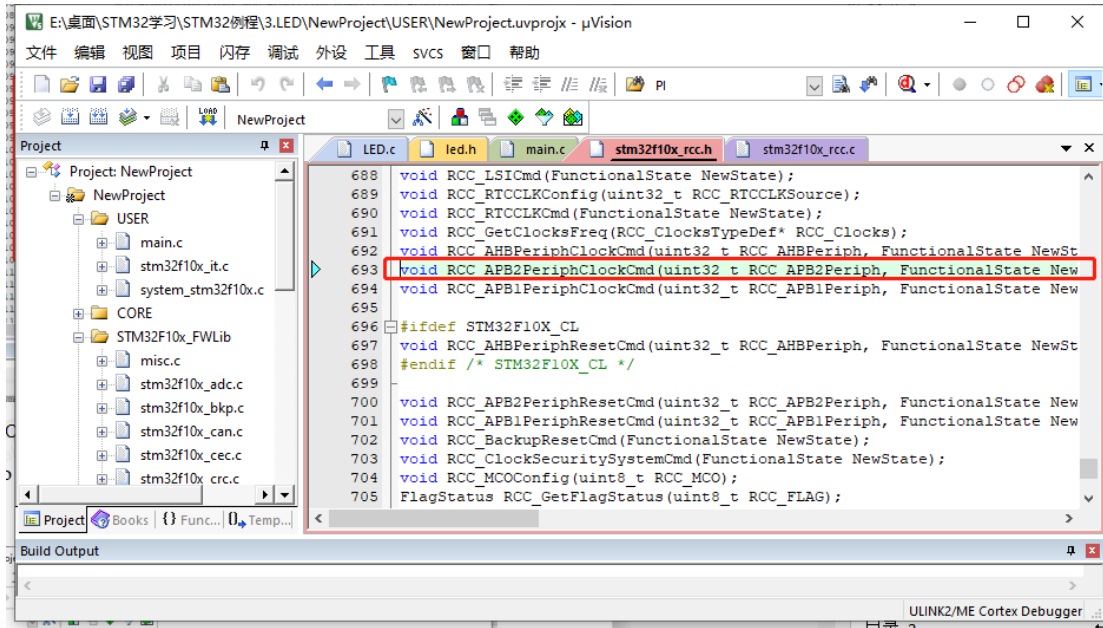 E:\桌面\STM32学习\STM32例程\3.LED\NewProject\USER\NewProject.uvprojx - µVision
文件 编辑 视图 项目 闪存 调试 外设 工具 SVCS 窗口 帮助
PI
LOAD
NewProject
Project
LED.c led.h main.c stm32f10x_rcc.h stm32f10x_rcc.c
Project: NewProject
NewProject
USER
main.c
stm32f10x_it.c
system_stm32f10x.c
CORE
STM32F10x_FWLib
misc.c
stm32f10x_adc.c
stm32f10x_bkp.c
stm32f10x_can.c
stm32f10x_cec.c
stm32f10x_crc.c
Project Books {} Func... 0 Temp...
688 void RCC_LSICmd(FunctionalState NewState);
689 void RCC_RTCCLKConfig(uint32_t RCC_RTCCLKSource);
690 void RCC_RTCCLKCmd(FunctionalState NewState);
691 void RCC_GetClocksFreq(RCC_ClocksTypeDef* RCC_Clocks);
692 void RCC_AHBPeriphClockCmd(uint32_t RCC_AHBPeriph, FunctionalState NewSt
693 void RCC_APB2PeriphClockCmd(uint32_t RCC_APB2Periph, FunctionalState New
694 void RCC_APB1PeriphClockCmd(uint32_t RCC_APB1Periph, FunctionalState New
695
696 #ifdef STM32F10X_CL
697 void RCC_AHBPeriphResetCmd(uint32_t RCC_AHBPeriph, FunctionalState NewSt
698 #endif /* STM32F10X_CL */
699
700 void RCC_APB2PeriphResetCmd(uint32_t RCC_APB2Periph, FunctionalState New
701 void RCC_APB1PeriphResetCmd(uint32_t RCC_APB1Periph, FunctionalState New
702 void RCC_BackupResetCmd(FunctionalState NewState);
703 void RCC_ClockSecuritySystemCmd(FunctionalState NewState);
704 void RCC_MCOConfig(uint8_t RCC_MCO);
705 FlagStatus RCC_GetFlagStatus(uint8_t RCC_FLAG);
Build Output
ULINK2/ME Cortex Debugger